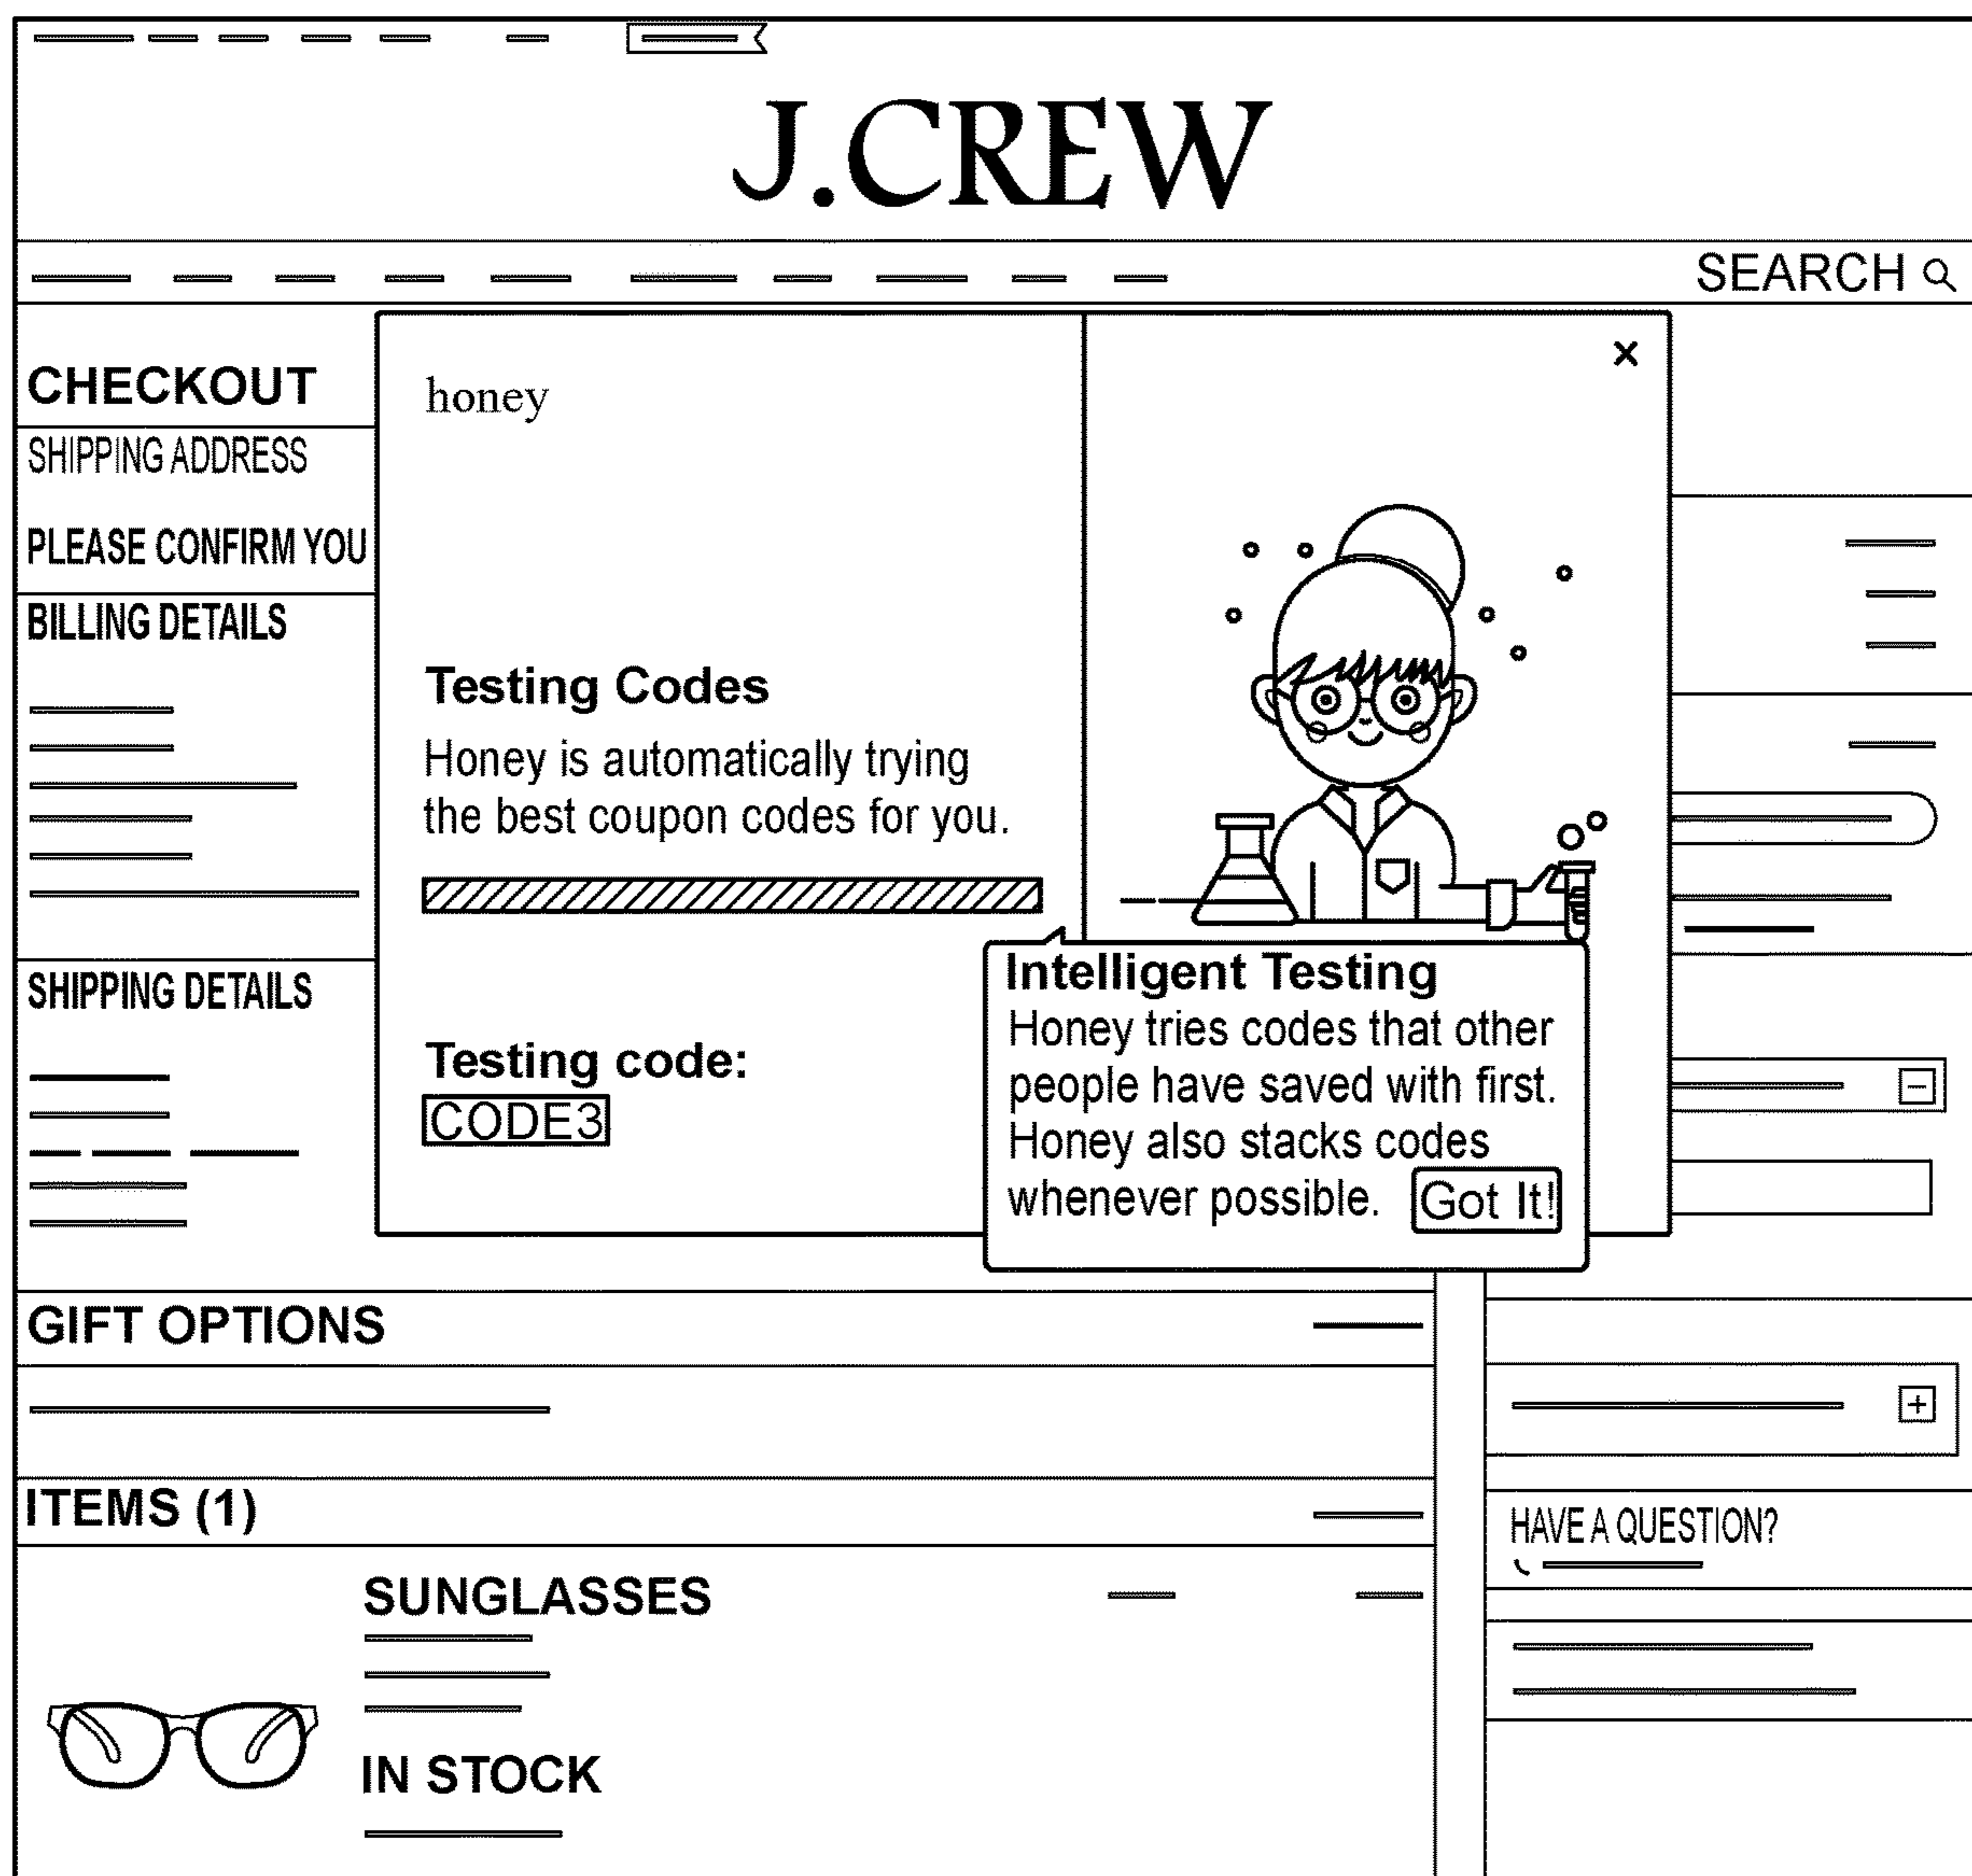 J.CREW
SEARCH
CHECKOUT
SHIPPING ADDRESS
PLEASE CONFIRM YOU
BILLING DETAILS
SHIPPING DETAILS
honey
Testing Codes
Honey is automatically trying
the best coupon codes for you.
Testing code:
CODE3
Intelligent Testing
Honey tries codes that other
people have saved with first.
Honey also stacks codes
whenever possible. Got It!
GIFT OPTIONS
ITEMS (1)
SUNGLASSES
IN STOCK
HAVE A QUESTION?